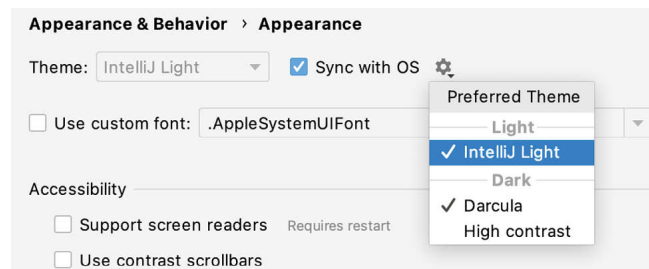 Appearance & Behavior › Appearance
Theme: IntelliJ Light Sync with OS
Preferred Theme
Light
IntelliJ Light
Dark
Darcula
High contrast
Use custom font: .AppleSystemUIFont
Accessibility
Support screen readers Requires restart
Use contrast scrollbars